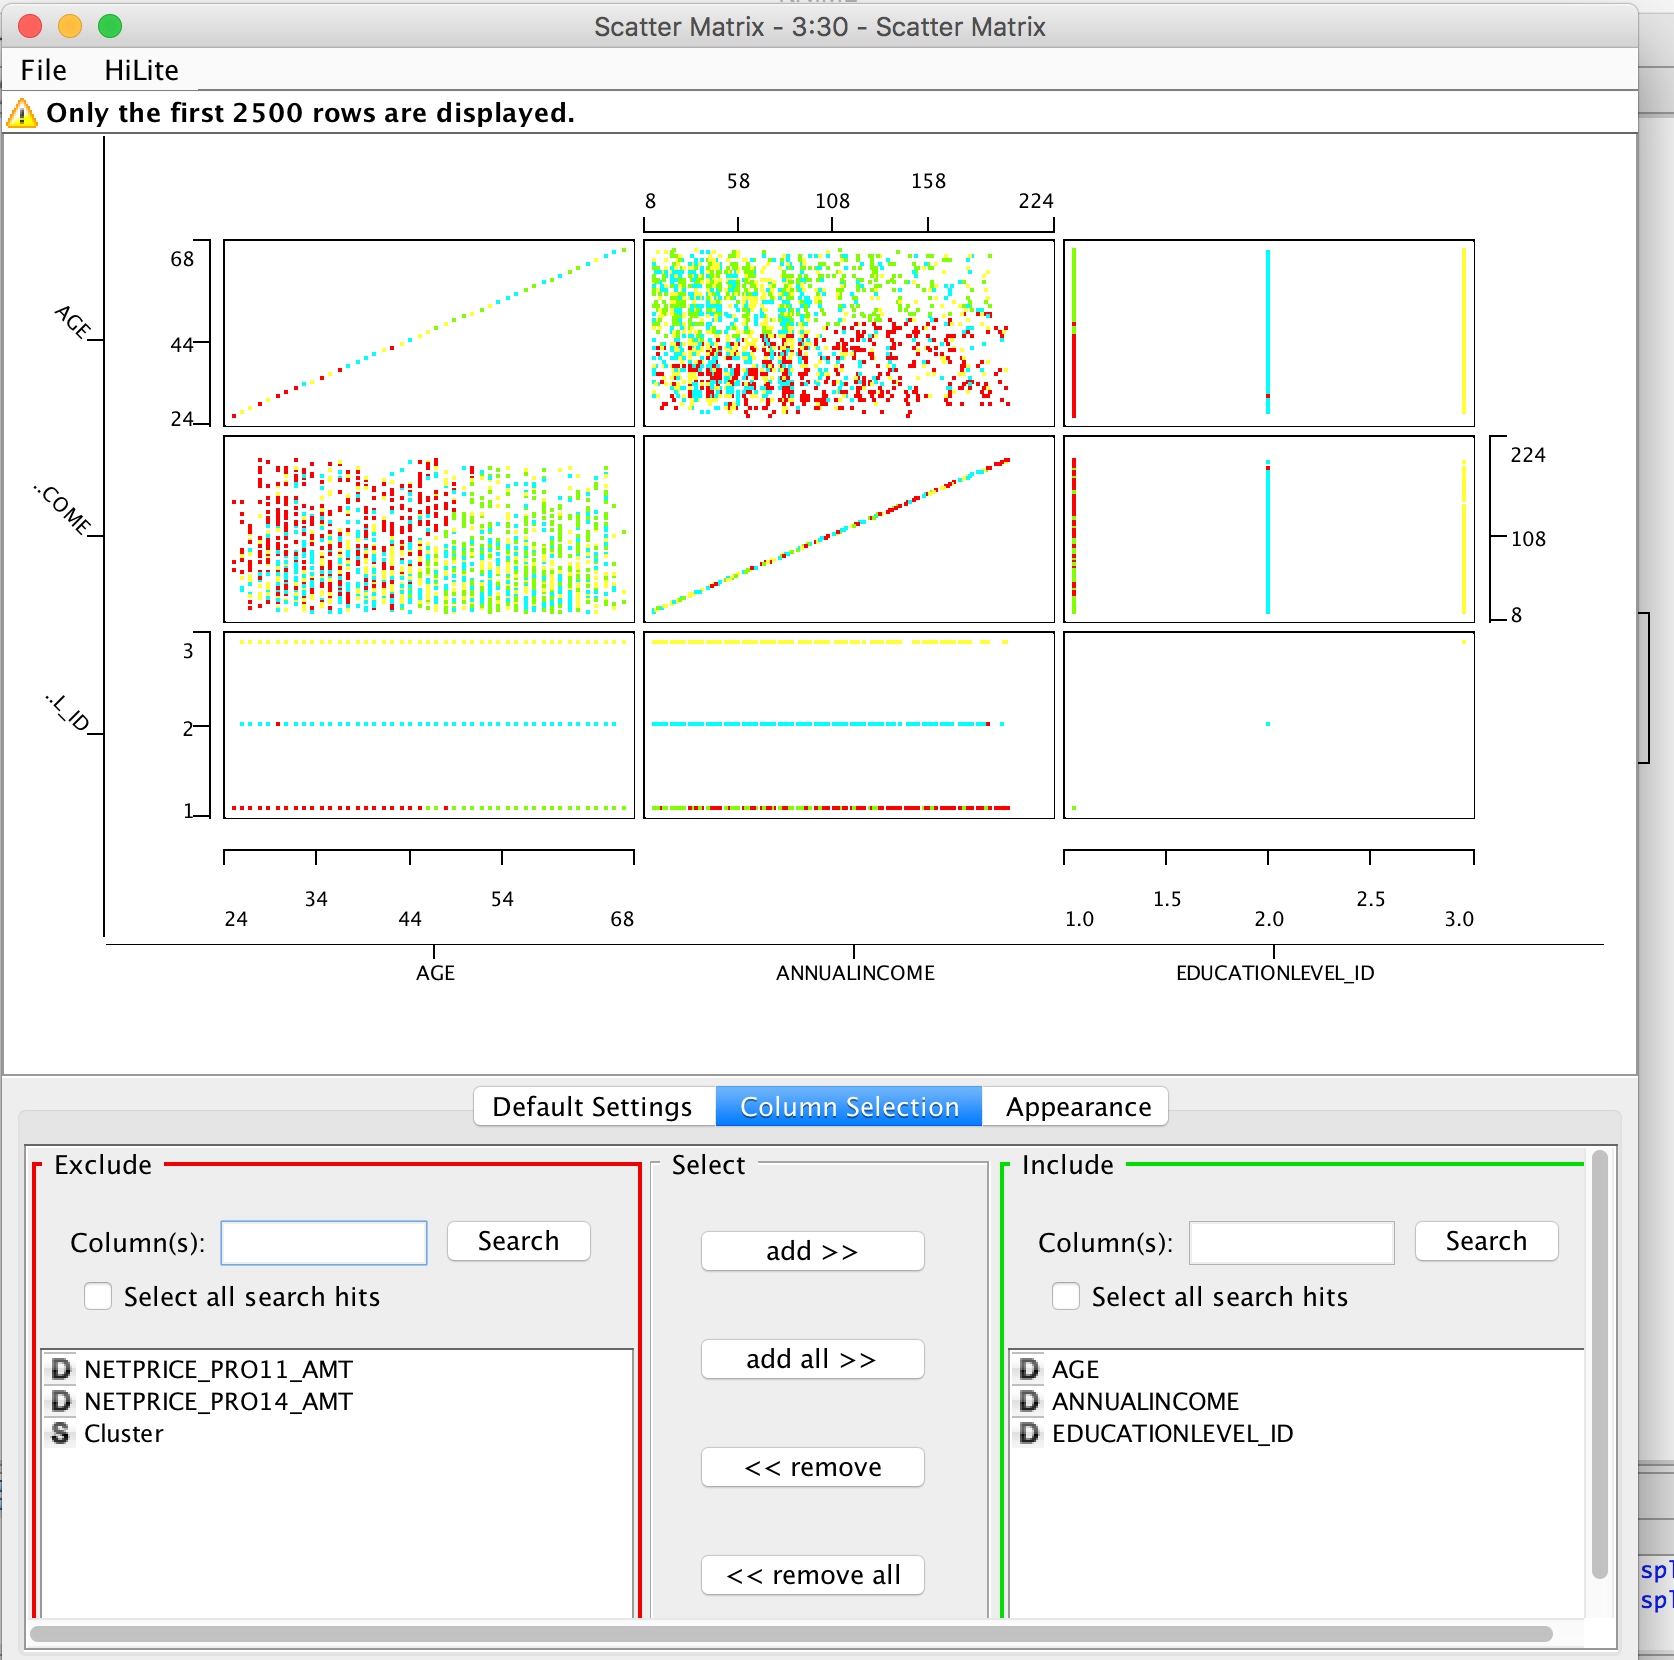 Scatter Matrix - 3:30 - Scatter Matrix
File HiLite
Only the first 2500 rows are displayed.
58 158
8 108 224
68
AGE
44
24
224
..COME
108
8
3
..L_ID
2
1
34 54 1.5 2.5
24 44 68 1.0 2.0 3.0
AGE ANNUALINCOME EDUCATIONLEVEL_ID
Default Settings Column Selection Appearance
Exclude Select Include
Column(s): Search add >> Column(s): Search
Select all search hits Select all search hits
add all >>
NETPRICE_PRO11_AMT AGE
NETPRICE_PRO14_AMT ANNUALINCOME
Cluster EDUCATIONLEVEL_ID
<< remove
<< remove all
spl
spl